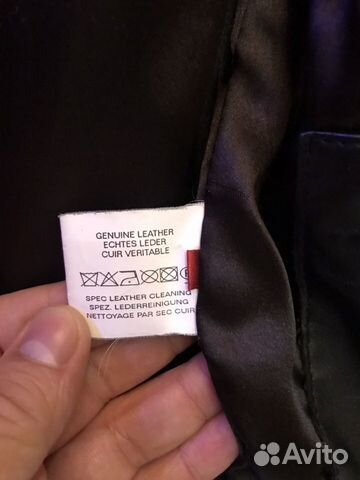 GENUINE LEATHER
ECHTES LEDER
CUIR VERITABLE
SPEC LEATHER CLEANING
SPEZ. LEDERREINIGUNG
NETTOYAGE PAR SEC CUIR
Avito